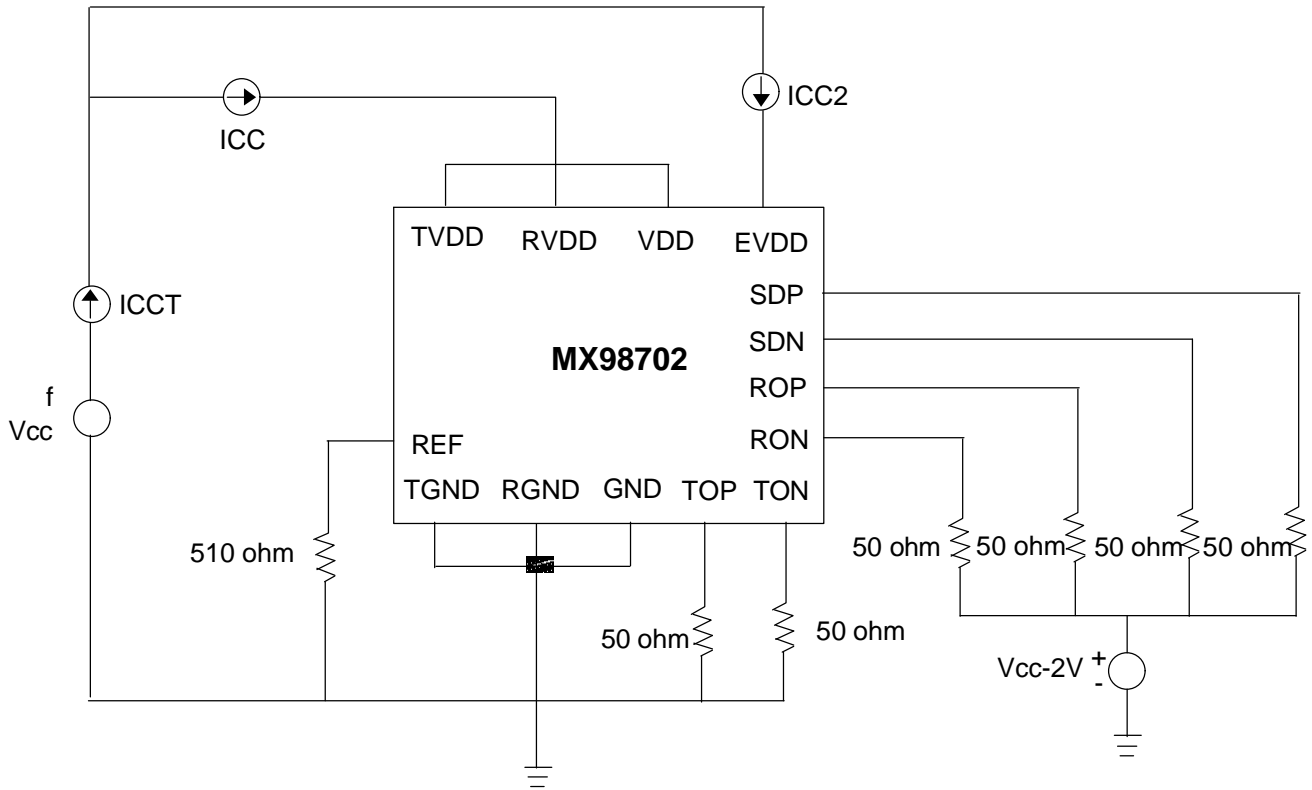 ICC2
ICC
TVDD RVDD VDD EVDD
SDP
ICCT
SDN
MX98702
ROP
f
Vcc
REF
RON
TGND RGND GND TOP TON
510 ohm
50 ohm 50 ohm 50 ohm 50 ohm
50 ohm 50 ohm
Vcc-2V + -